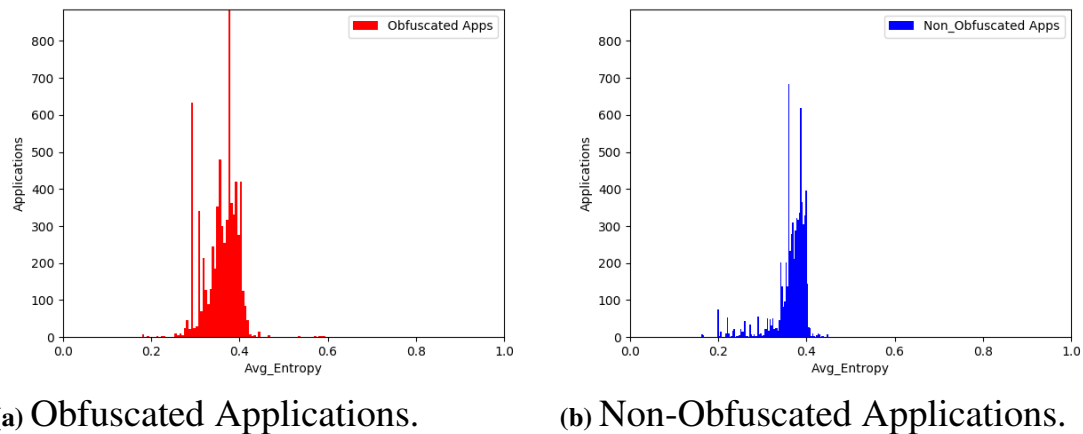 Obfuscated Apps
800
700
600
500
400
300
200
100
0
Applications
0.0 0.2 0.4 0.6 0.8 1.0
Avg_Entropy
(a) Obfuscated Applications.
Non_Obfuscated Apps
800
700
600
500
400
300
200
100
0
Applications
0.0 0.2 0.4 0.6 0.8 1.0
Avg_Entropy
(b) Non-Obfuscated Applications.